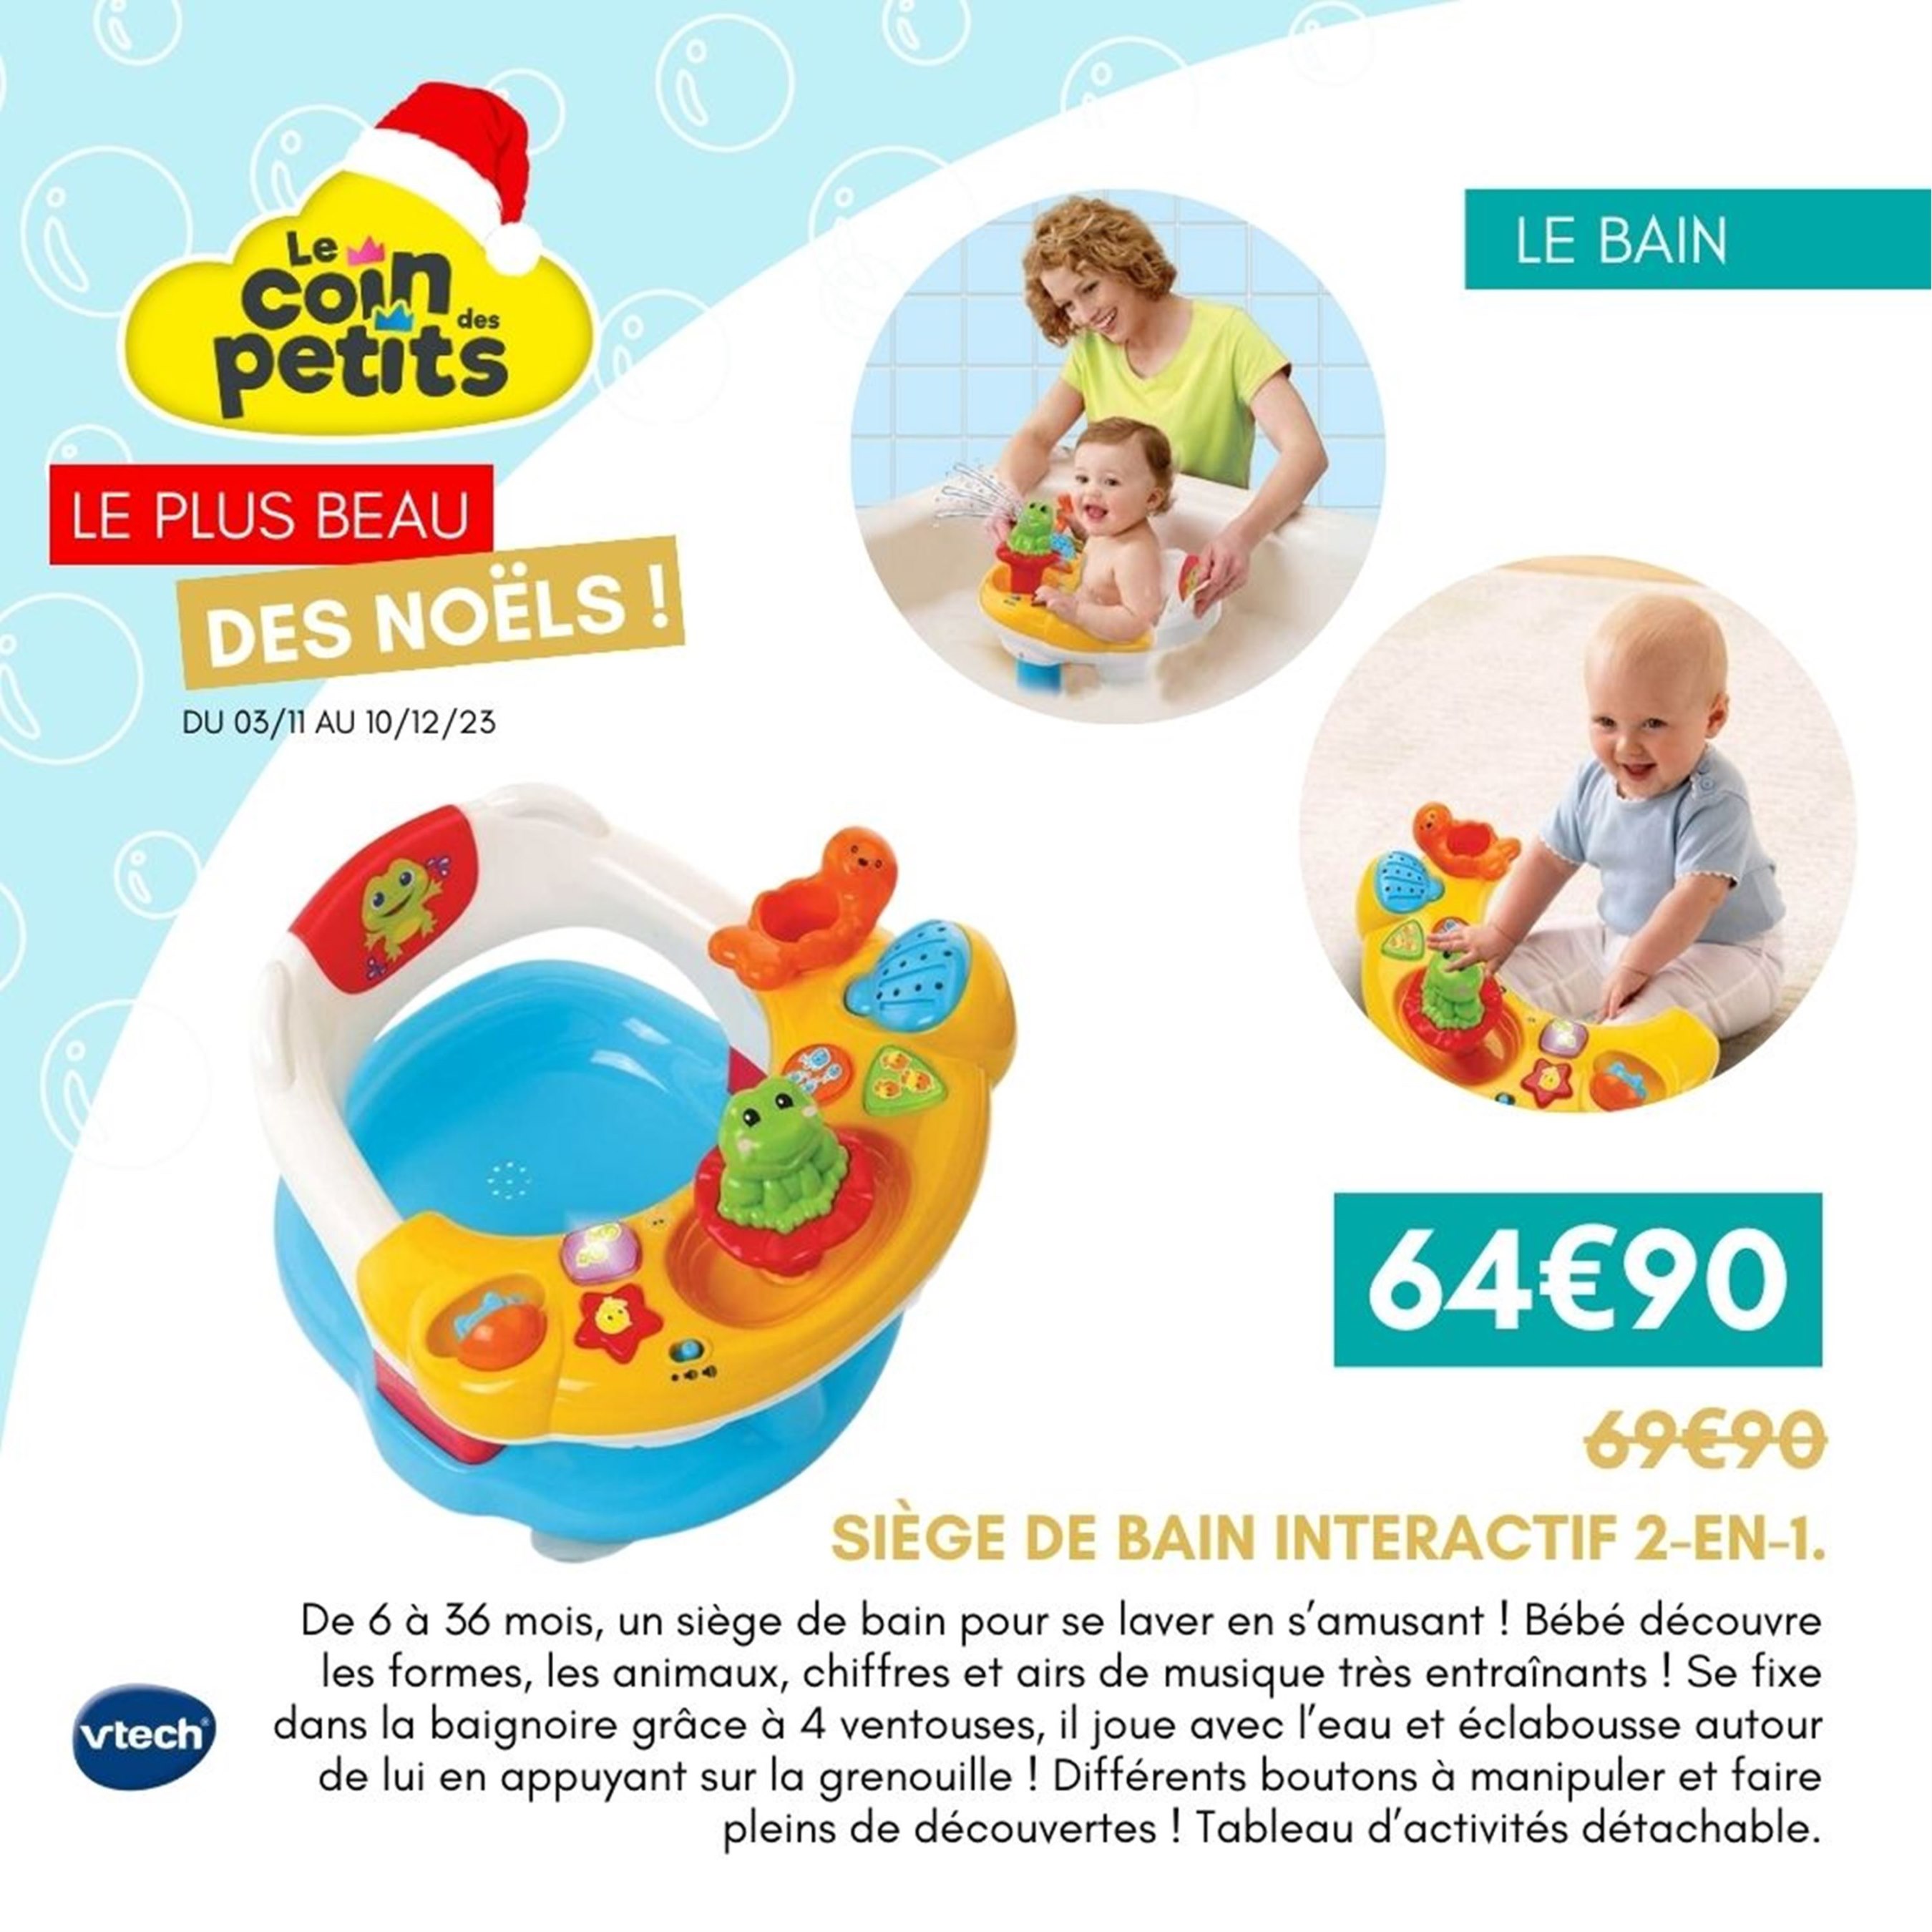 Le
coin des
petits
LE PLUS BEAU
DES NOËLS !
DU 03/11 AU 10/12/23
LE BAIN
64€90
69€90
SIÈGE DE BAIN INTERACTIF 2-EN-1.
De 6 à 36 mois, un siège de bain pour se laver en s'amusant ! Bébé découvre
les formes, les animaux, chiffres et airs de musique très entraînants ! Se fixe
dans la baignoire grâce à 4 ventouses, il joue avec l'eau et éclabousse autour
de lui en appuyant sur la grenouille ! Différents boutons à manipuler et faire
pleins de découvertes ! Tableau d'activités détachable.
vtech®